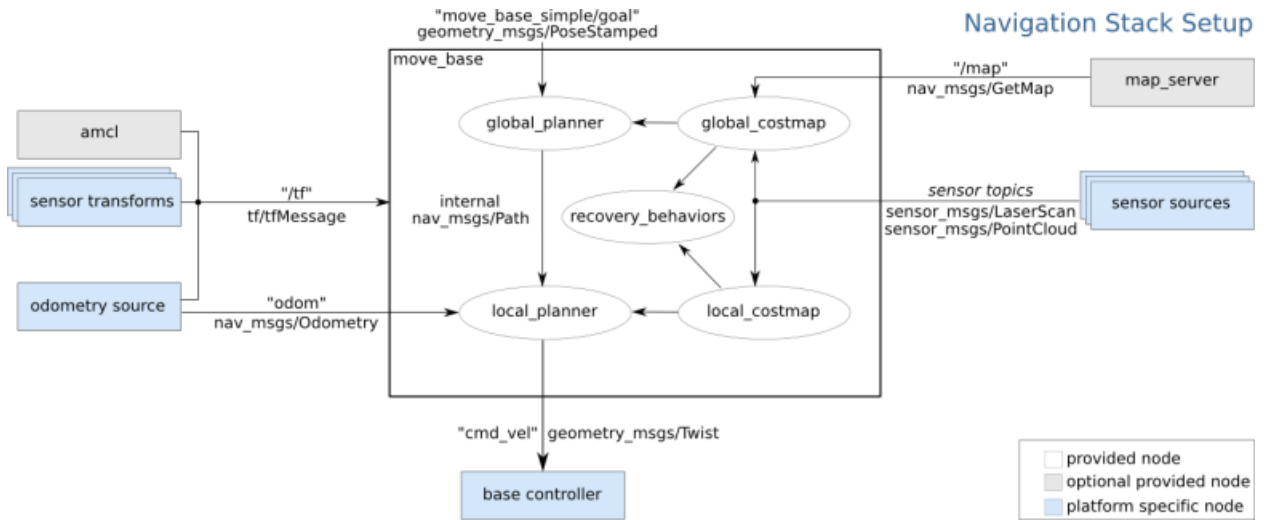 Navigation Stack Setup
"move_base_simple/goal"
geometry_msgs/PoseStamped
move_base
"/map"
nav_msgs/GetMap
map_server
amcl
global_planner
global_costmap
sensor transforms
"/tf"
tf/tfMessage
internal
nav_msgs/Path
recovery_behaviors
sensor topics
sensor_msgs/LaserScan
sensor_msgs/PointCloud
sensor sources
odometry source
"odom"
nav_msgs/Odometry
local_planner
local_costmap
"cmd_vel" geometry_msgs/Twist
base controller
provided node
optional provided node
platform specific node